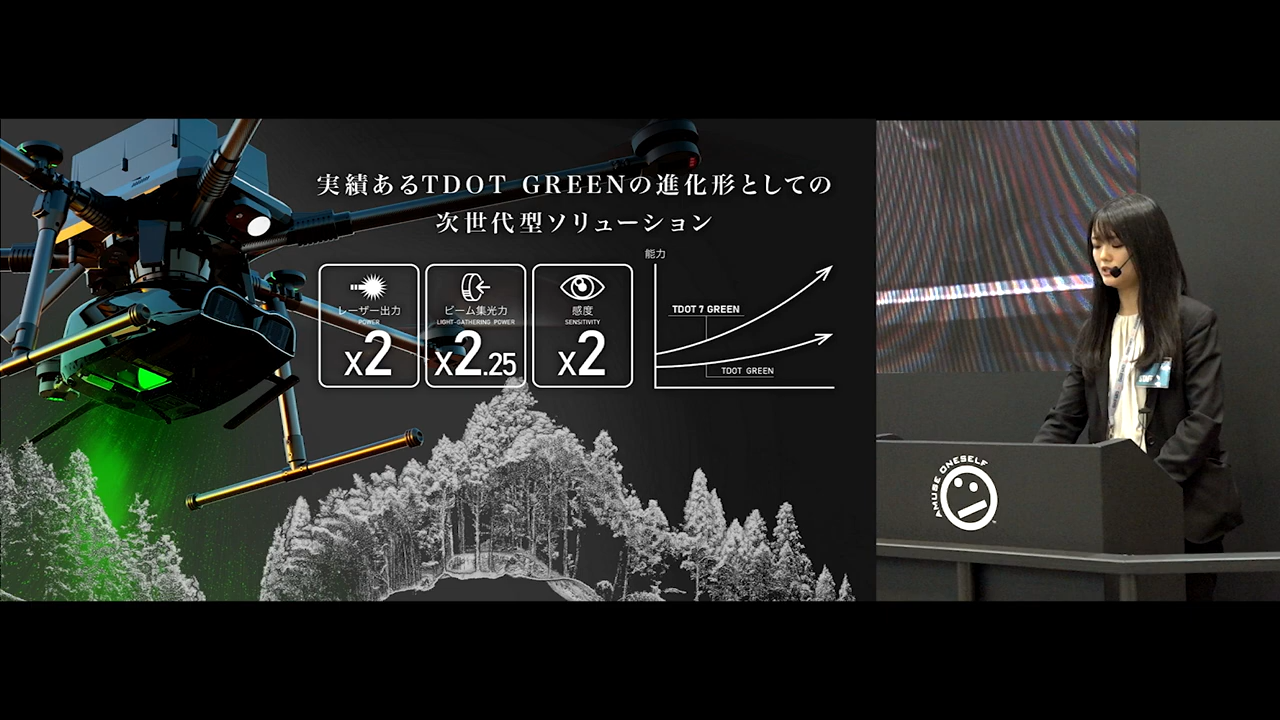 実績あるTDOT GREENの進化形としての
次世代型ソリューション
レーザー出力
POWER
x2
ビーム集光力
LIGHT-GATHERING POWER
x2.25
感度
SENSITIVITY
x2
能力
TDOT 7 GREEN
TDOT GREEN
AMUSE ONESELF